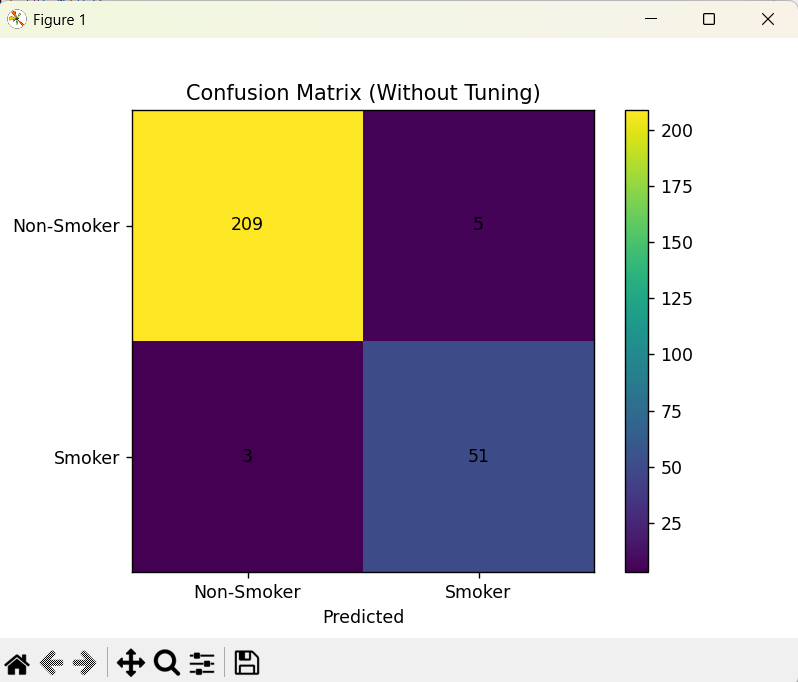 Figure 1
Confusion Matrix (Without Tuning)
Non-Smoker
209
5
Smoker
3
51
Non-Smoker
Smoker
Predicted
200
175
150
125
100
75
50
25